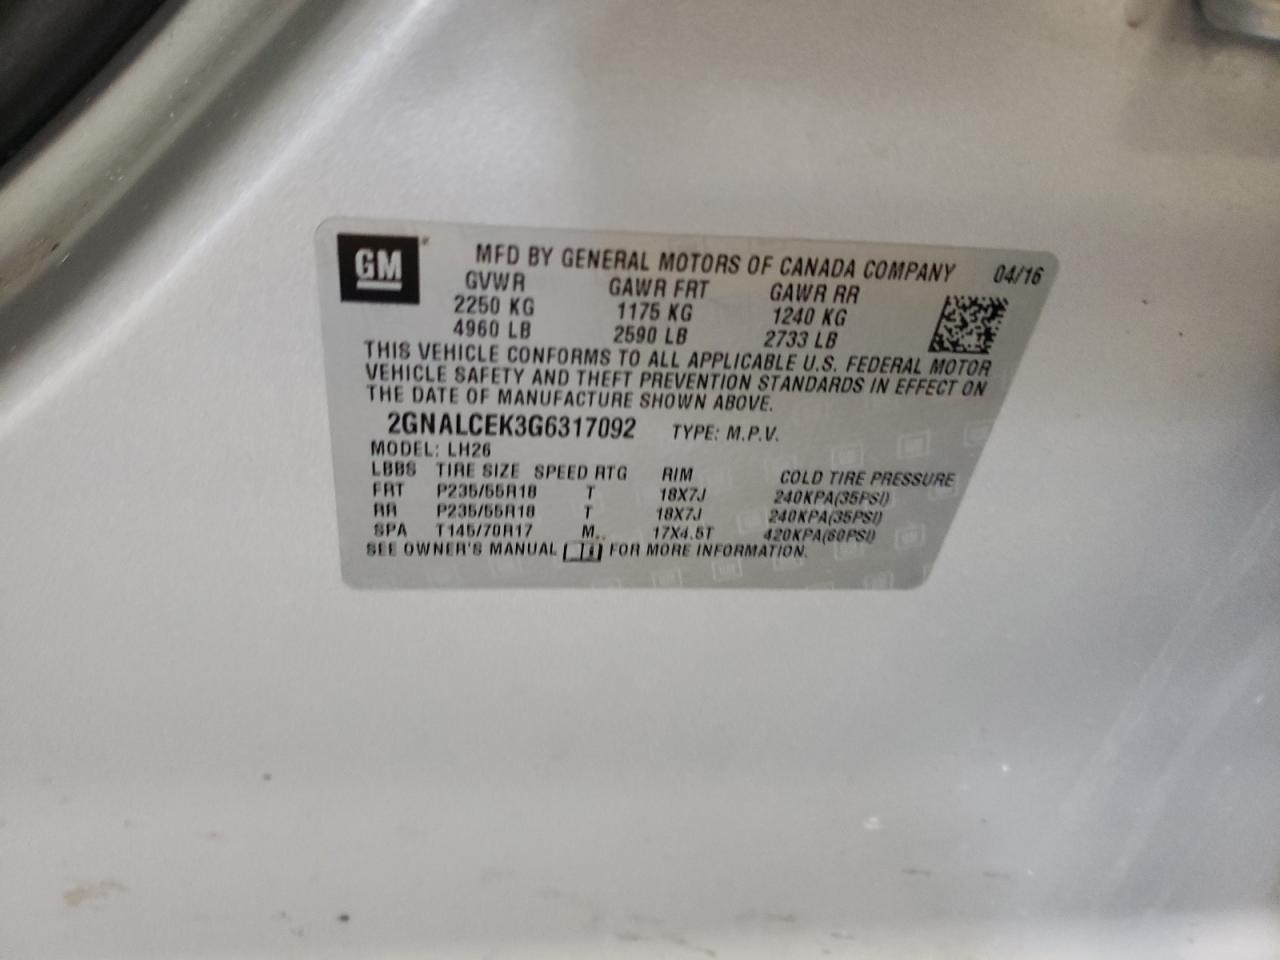 GM
MFD BY GENERAL MOTORS OF CANADA COMPANY 04/16
GVWR GAWR FRT GAWR RR
2250 KG 1175 KG 1240 KG
4960 LB 2590 LB 2733 LB
THIS VEHICLE CONFORMS TO ALL APPLICABLE U.S. FEDERAL MOTOR
VEHICLE SAFETY AND THEFT PREVENTION STANDARDS IN EFFECT ON
THE DATE OF MANUFACTURE SHOWN ABOVE.
2GNALCEK3G6317092 TYPE: M.P.V.
MODEL: LH26
LBBS TIRE SIZE SPEED RTG RIM COLD TIRE PRESSURE
FRT P235/55R18 T 18X7J 240KPA(35PSI)
RR P235/55R18 T 18X7J 240KPA(35PSI)
SPA T145/70R17 M 17X4.5T 420KPA(60PSI)
SEE OWNER'S MANUAL FOR MORE INFORMATION.